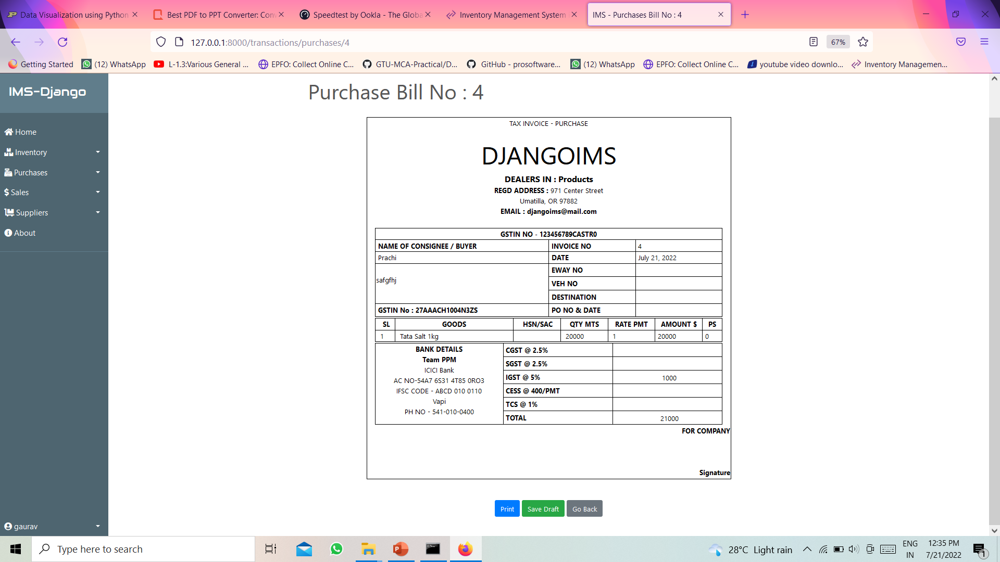 Data Visualization using Python
Best PDF to PPT Converter: Con
Speedtest by Ookla - The Globa
Inventory Management System
IMS - Purchases Bill No : 4
127.0.0.1:8000/transactions/purchases/4
67%
Getting Started
(12) WhatsApp
L-1.3:Various General ...
EPFO: Collect Online C...
GTU-MCA-Practical/D...
GitHub - prosoftware...
(12) WhatsApp
EPFO: Collect Online C...
youtube video downlo...
Inventory Managemen...
IMS-Django
Home
Inventory
Purchases
Sales
Suppliers
About
gaurav
Purchase Bill No : 4
TAX INVOICE - PURCHASE
DJANGOIMS
DEALERS IN : Products
REGD ADDRESS : 971 Center Street
Umatilla, OR 97882
EMAIL : djangoims@mail.com
GSTIN NO - 123456789CASTR0
NAME OF CONSIGNEE / BUYER INVOICE NO 4
Prachi DATE July 21, 2022
safgfhj
EWAY NO
VEH NO
DESTINATION
GSTIN No : 27AAACH1004N3ZS PO NO & DATE
SL GOODS HSN/SAC QTY MTS RATE PMT AMOUNT $ PS
1 Tata Salt 1kg 20000 1 20000 0
BANK DETAILS
Team PPM
ICICI Bank
AC NO-54A7 6S31 4T85 0RO3
IFSC CODE - ABCD 010 0110
Vapi
PH NO - 541-010-0400
CGST @ 2.5%
SGST @ 2.5%
IGST @ 5% 1000
CESS @ 400/PMT
TCS @ 1%
TOTAL 21000
FOR COMPANY
Signature
Print
Save Draft
Go Back
Type here to search
28°C Light rain
ENG
IN
12:35 PM
7/21/2022
1